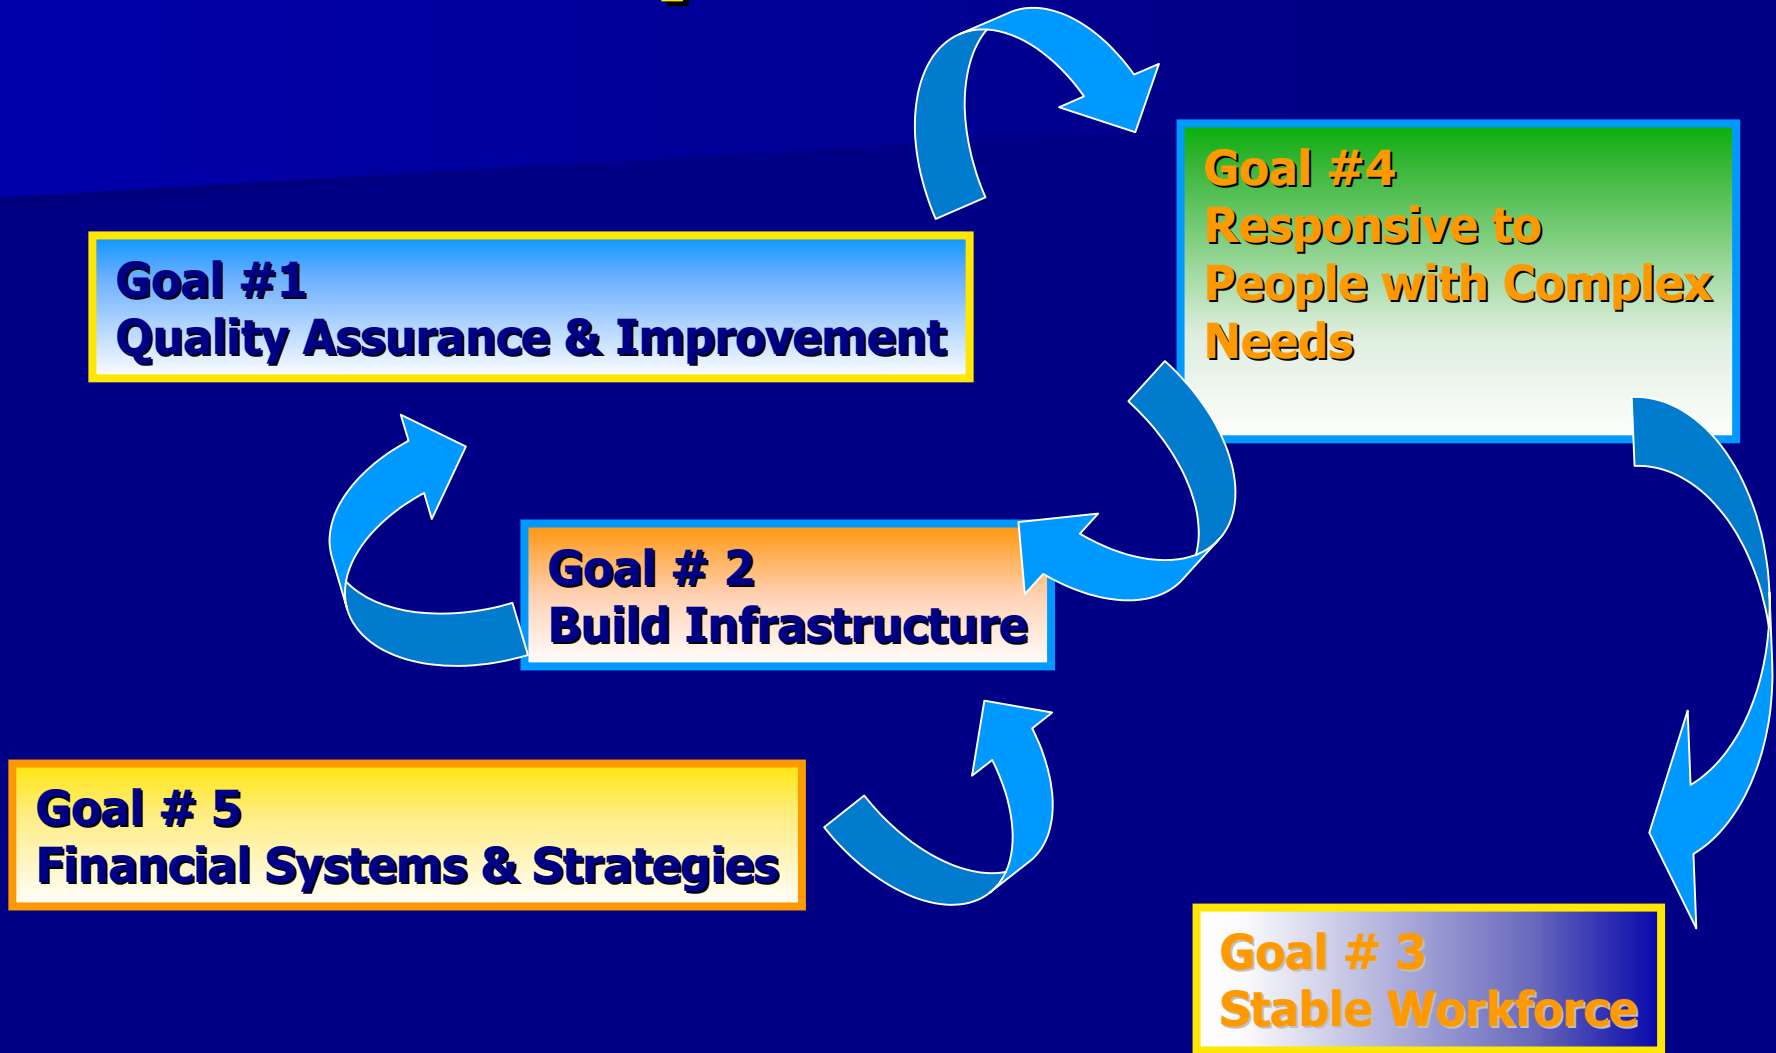 Goal #1
Quality Assurance & Improvement
Goal #4
Responsive to
People with Complex
Needs
Goal # 2
Build Infrastructure
Goal # 5
Financial Systems & Strategies
Goal # 3
Stable Workforce